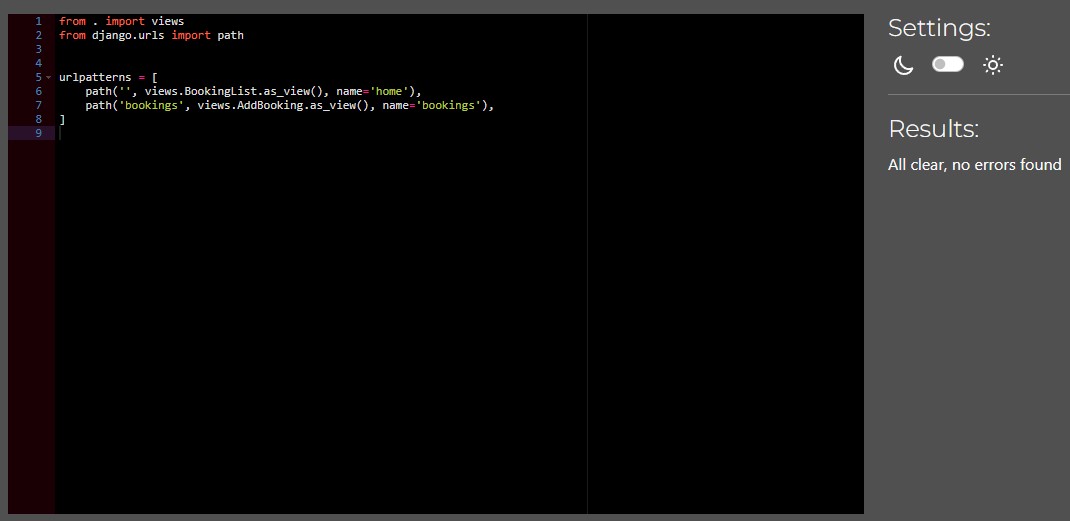 1 from . import views
2 from django.urls import path
3
4
5 urlpatterns = [
6     path('', views.BookingList.as_view(), name='home'),
7     path('bookings', views.AddBooking.as_view(), name='bookings'),
8 ]
9
Settings:
Results:
All clear, no errors found